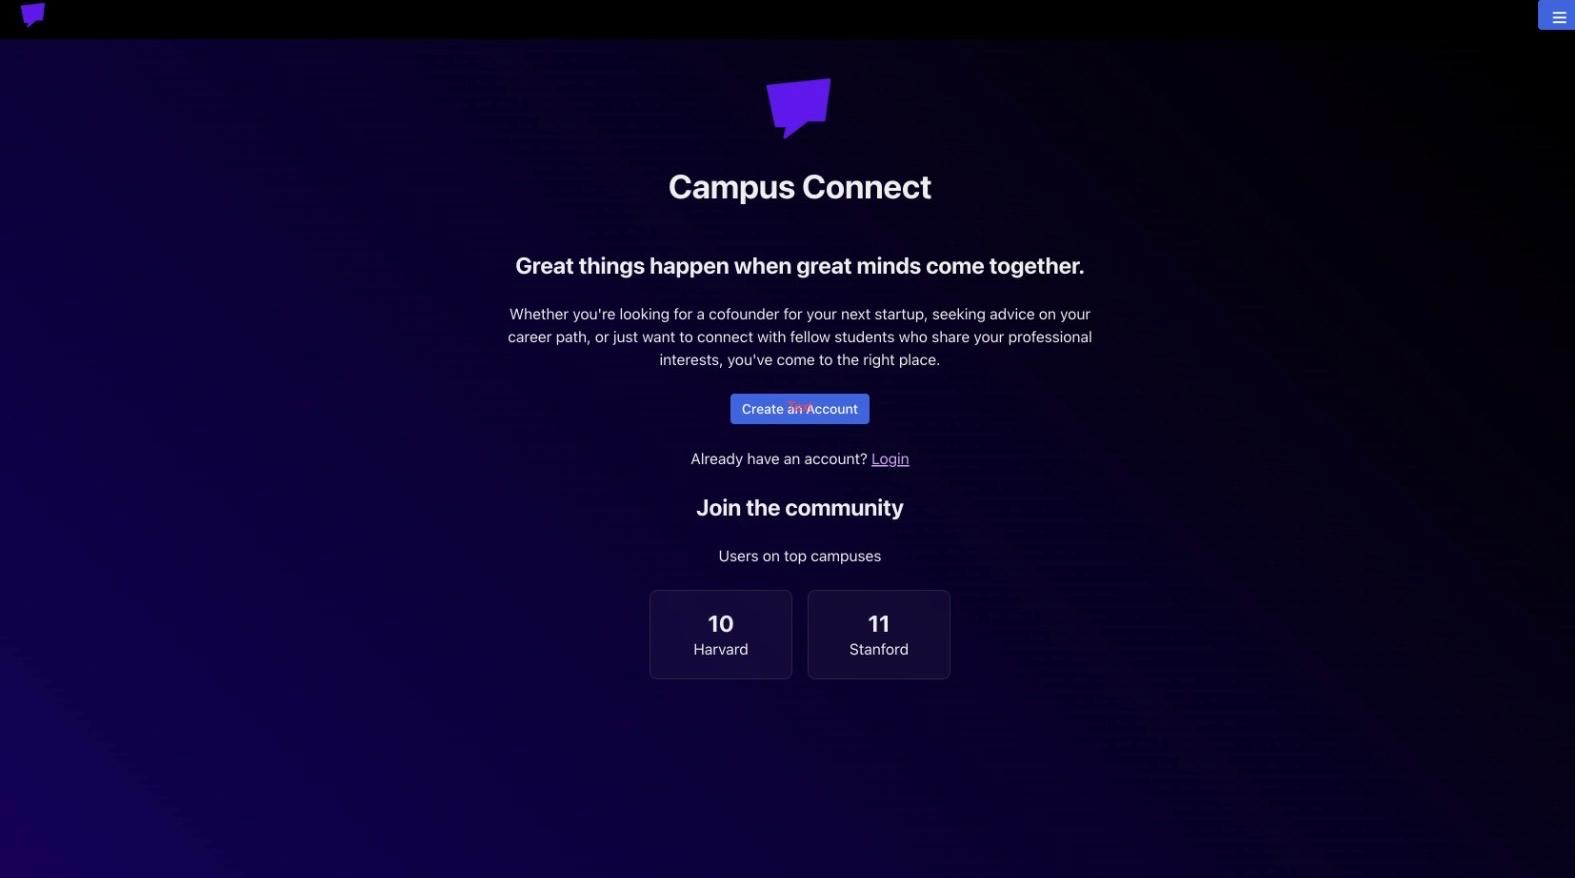 Campus Connect
Great things happen when great minds come together.
Whether you're looking for a cofounder for your next startup, seeking advice on your
career path, or just want to connect with fellow students who share your professional
interests, you've come to the right place.
Create an Account
Already have an account? Login
Join the community
Users on top campuses
10
Harvard
11
Stanford